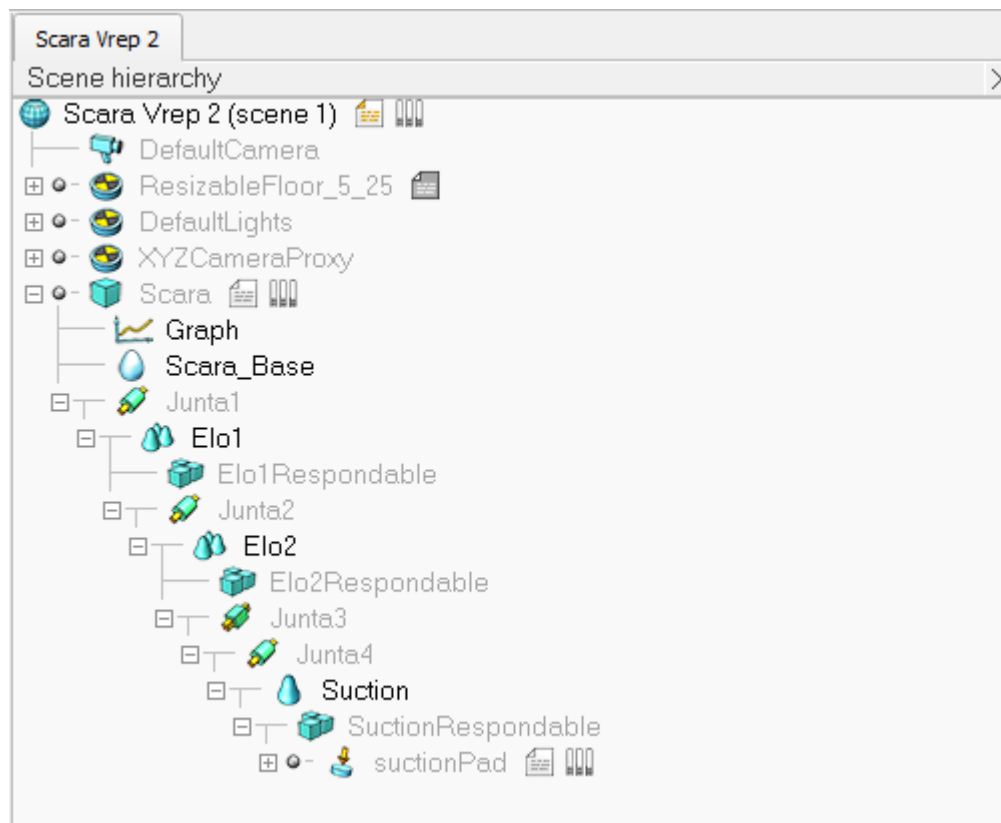 Scara Vrep 2
Scene hierarchy
Scara Vrep 2 (scene 1)
DefaultCamera
ResizableFloor_5_25
DefaultLights
XYZCameraProxy
Scara
Graph
Scara_Base
Junta1
Elo1
Elo1Respondable
Junta2
Elo2
Elo2Respondable
Junta3
Junta4
Suction
SuctionRespondable
suctionPad